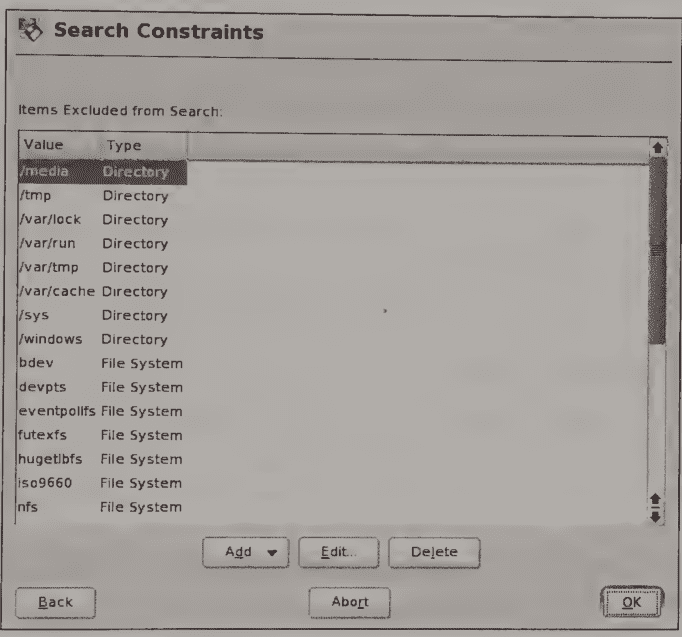 Search Constraints
Items Excluded from Search:
Value Type
/media Directory
/tmp Directory
/var/lock Directory
/var/run Directory
/var/tmp Directory
/var/cache Directory
/sys Directory
/windows Directory
bdev File System
devpts File System
eventpollfs File System
futexfs File System
hugetlbfs File System
iso9660 File System
nfs File System
Add Edit... Delete
Back Abort OK